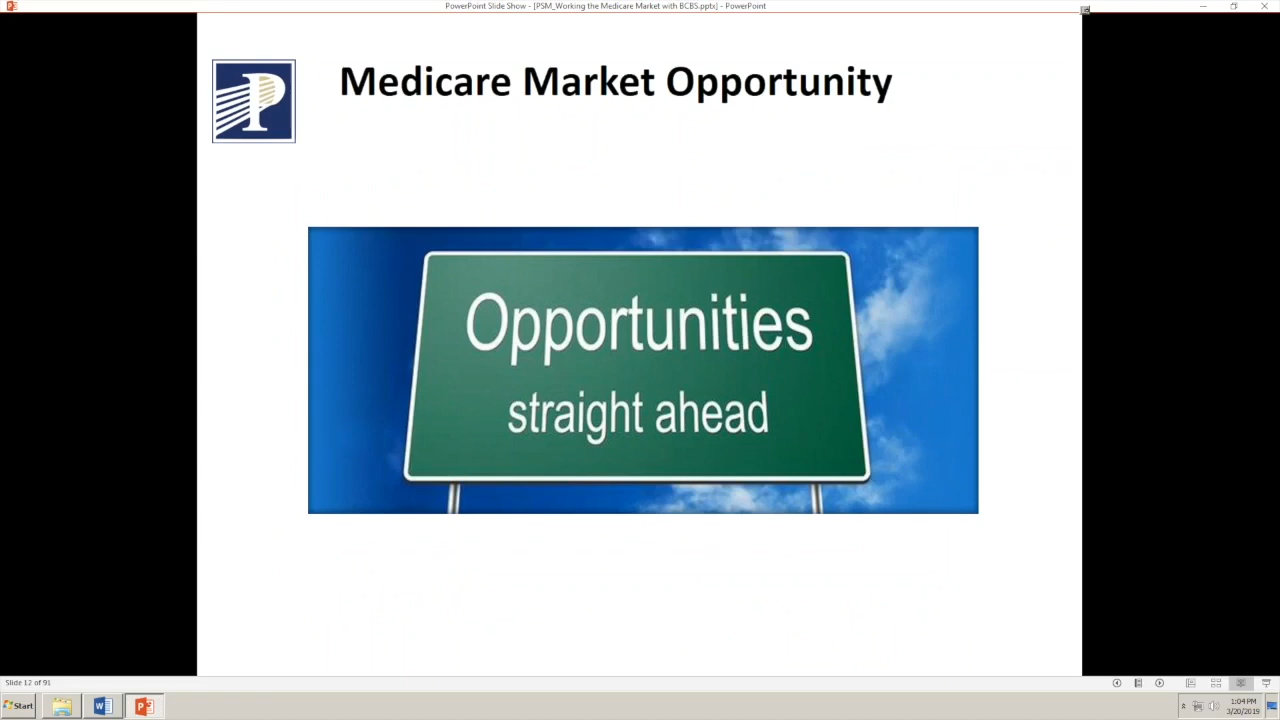 PowerPoint Slide Show - [PSM_Working the Medicare Market with BCBS.pptx] - PowerPoint
P
Medicare Market Opportunity
Opportunities
straight ahead
Slide 12 of 91
Start
1:04 PM
3/20/2019